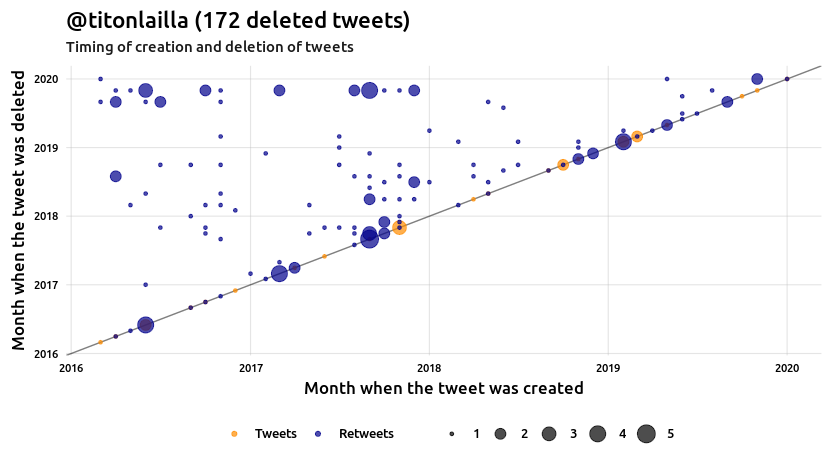 @titonlailla (172 deleted tweets)
Timing of creation and deletion of tweets
Month when the tweet was deleted
2020
2019
2018
2017
2016
2016 2017 2018 2019 2020
Month when the tweet was created
Tweets Retweets 1 2 3 4 5